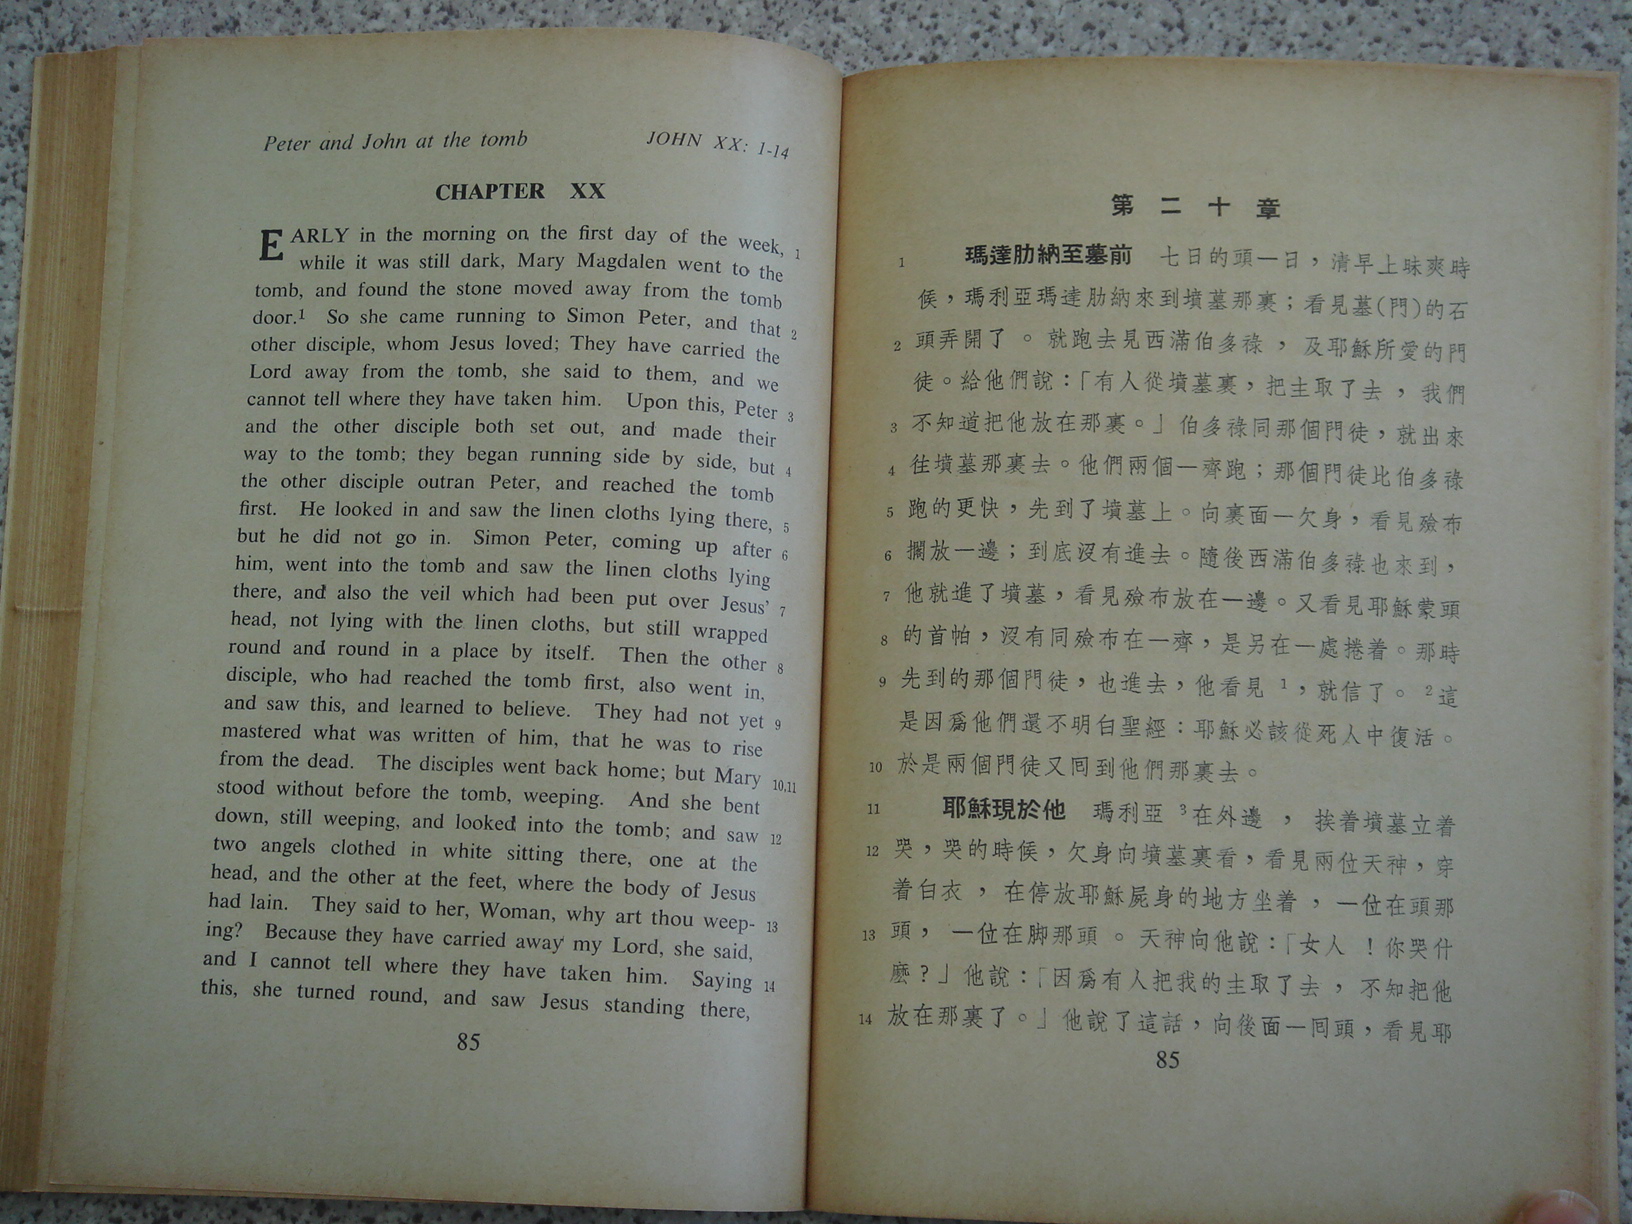 Peter and John at the tomb JOHN XX: 1-14
CHAPTER XX
EARLY in the morning on the first day of the week, 1
while it was still dark, Mary Magdalen went to the
tomb, and found the stone moved away from the tomb
door.¹ So she came running to Simon Peter, and that 2
other disciple, whom Jesus loved; They have carried the
Lord away from the tomb, she said to them, and we
cannot tell where they have taken him. Upon this, Peter 3
and the other disciple both set out, and made their
way to the tomb; they began running side by side, but 4
the other disciple outran Peter, and reached the tomb
first. He looked in and saw the linen cloths lying there, 5
but he did not go in. Simon Peter, coming up after 6
him, went into the tomb and saw the linen cloths lying
there, and also the veil which had been put over Jesus' 7
head, not lying with the linen cloths, but still wrapped
round and round in a place by itself. Then the other 8
disciple, who had reached the tomb first, also went in,
and saw this, and learned to believe. They had not yet 9
mastered what was written of him, that he was to rise
from the dead. The disciples went back home; but Mary 10,11
stood without before the tomb, weeping. And she bent
down, still weeping, and looked into the tomb; and saw 12
two angels clothed in white sitting there, one at the
head, and the other at the feet, where the body of Jesus
had lain. They said to her, Woman, why art thou weep- 13
ing? Because they have carried away my Lord, she said,
and I cannot tell where they have taken him. Saying 14
this, she turned round, and saw Jesus standing there,
85
第二十章
1 瑪達肋納至墓前 七日的頭一日，清早上昧爽時
候，瑪利亞瑪達肋納來到墳墓那裏；看見墓(門)的石
2 頭弄開了。就跑去見西滿伯多祿，及耶穌所愛的門
徒。給他們說：「有人從墳墓裏，把主取了去，我們
3 不知道把他放在那裏。」伯多祿同那個門徒，就出來
4 往墳墓那裏去。他們兩個一齊跑；那個門徒比伯多祿
5 跑的更快，先到了墳墓上。向裏面一欠身，看見殮布
6 擱放一邊；到底沒有進去。隨後西滿伯多祿也來到，
7 他就進了墳墓，看見殮布放在一邊。又看見耶穌蒙頭
8 的首帕，沒有同殮布在一齊，是另在一處捲着。那時
9 先到的那個門徒，也進去，他看見¹，就信了。²這
是因爲他們還不明白聖經：耶穌必該從死人中復活。
10 於是兩個門徒又囘到他們那裏去。
11 耶穌現於他 瑪利亞³在外邊，挨着墳墓立着
12 哭，哭的時候，欠身向墳墓裏看，看見兩位天神，穿
着白衣，在停放耶穌屍身的地方坐着，一位在頭那
13 頭，一位在脚那頭。天神向他說：「女人！你哭什
麼？」他說：「因爲有人把我的主取了去，不知把他
14 放在那裏了。」他說了這話，向後面一囘頭，看見耶
85